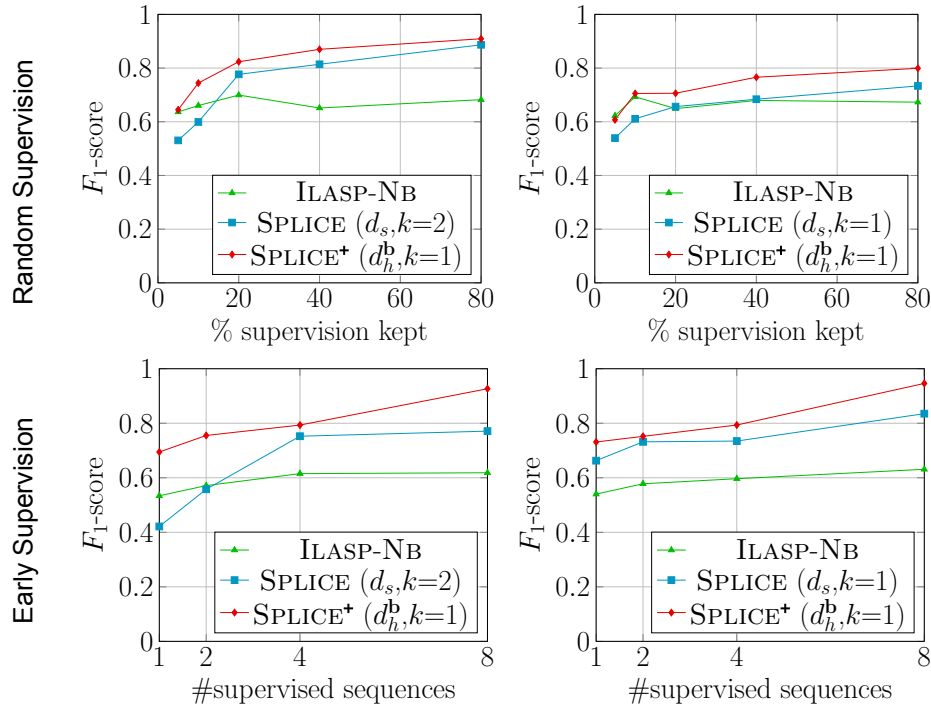 Random Supervision
F₁-score
1
0.8
0.6
0.4
0.2
0
0 20 40 60 80
% supervision kept
ILASP-NB
SPLICE (dₛ,k=2)
SPLICE⁺ (d_h^b,k=1)
F₁-score
1
0.8
0.6
0.4
0.2
0
0 20 40 60 80
% supervision kept
ILASP-NB
SPLICE (dₛ,k=1)
SPLICE⁺ (d_h^b,k=1)
Early Supervision
F₁-score
1
0.8
0.6
0.4
0.2
0
1 2 4 8
#supervised sequences
ILASP-NB
SPLICE (dₛ,k=2)
SPLICE⁺ (d_h^b,k=1)
F₁-score
1
0.8
0.6
0.4
0.2
0
1 2 4 8
#supervised sequences
ILASP-NB
SPLICE (dₛ,k=1)
SPLICE⁺ (d_h^b,k=1)